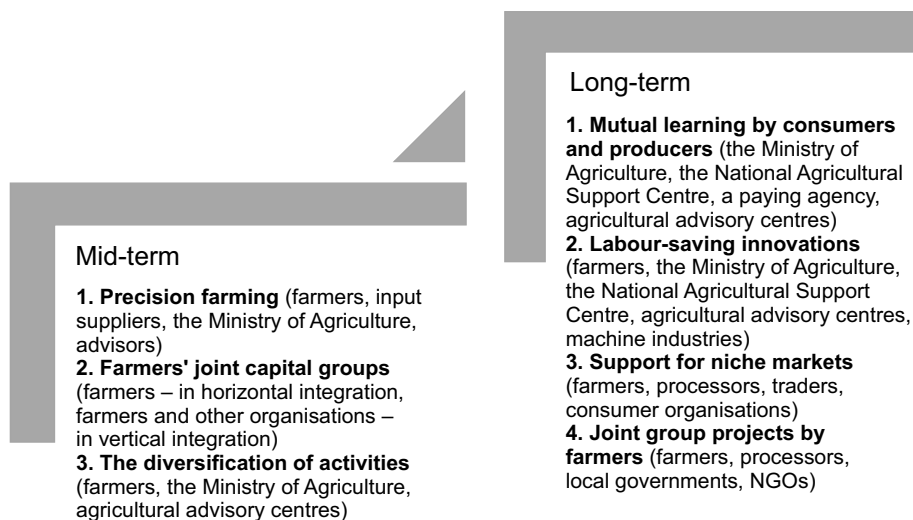 Mid-term
1. Precision farming (farmers, input
suppliers, the Ministry of Agriculture,
advisors)
2. Farmers' joint capital groups
(farmers – in horizontal integration,
farmers and other organisations –
in vertical integration)
3. The diversification of activities
(farmers, the Ministry of Agriculture,
agricultural advisory centres)
Long-term
1. Mutual learning by consumers
and producers (the Ministry of
Agriculture, the National Agricultural
Support Centre, a paying agency,
agricultural advisory centres)
2. Labour-saving innovations
(farmers, the Ministry of Agriculture,
the National Agricultural Support
Centre, agricultural advisory centres,
machine industries)
3. Support for niche markets
(farmers, processors, traders,
consumer organisations)
4. Joint group projects by
farmers (farmers, processors,
local governments, NGOs)